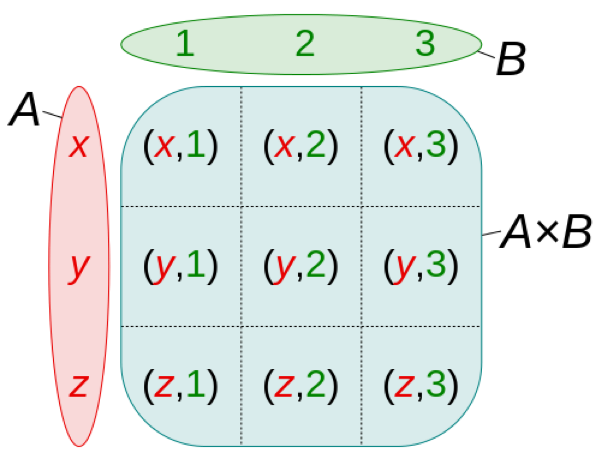 1 2 3
B
A
x (x,1) (x,2) (x,3)
A×B
y (y,1) (y,2) (y,3)
z (z,1) (z,2) (z,3)